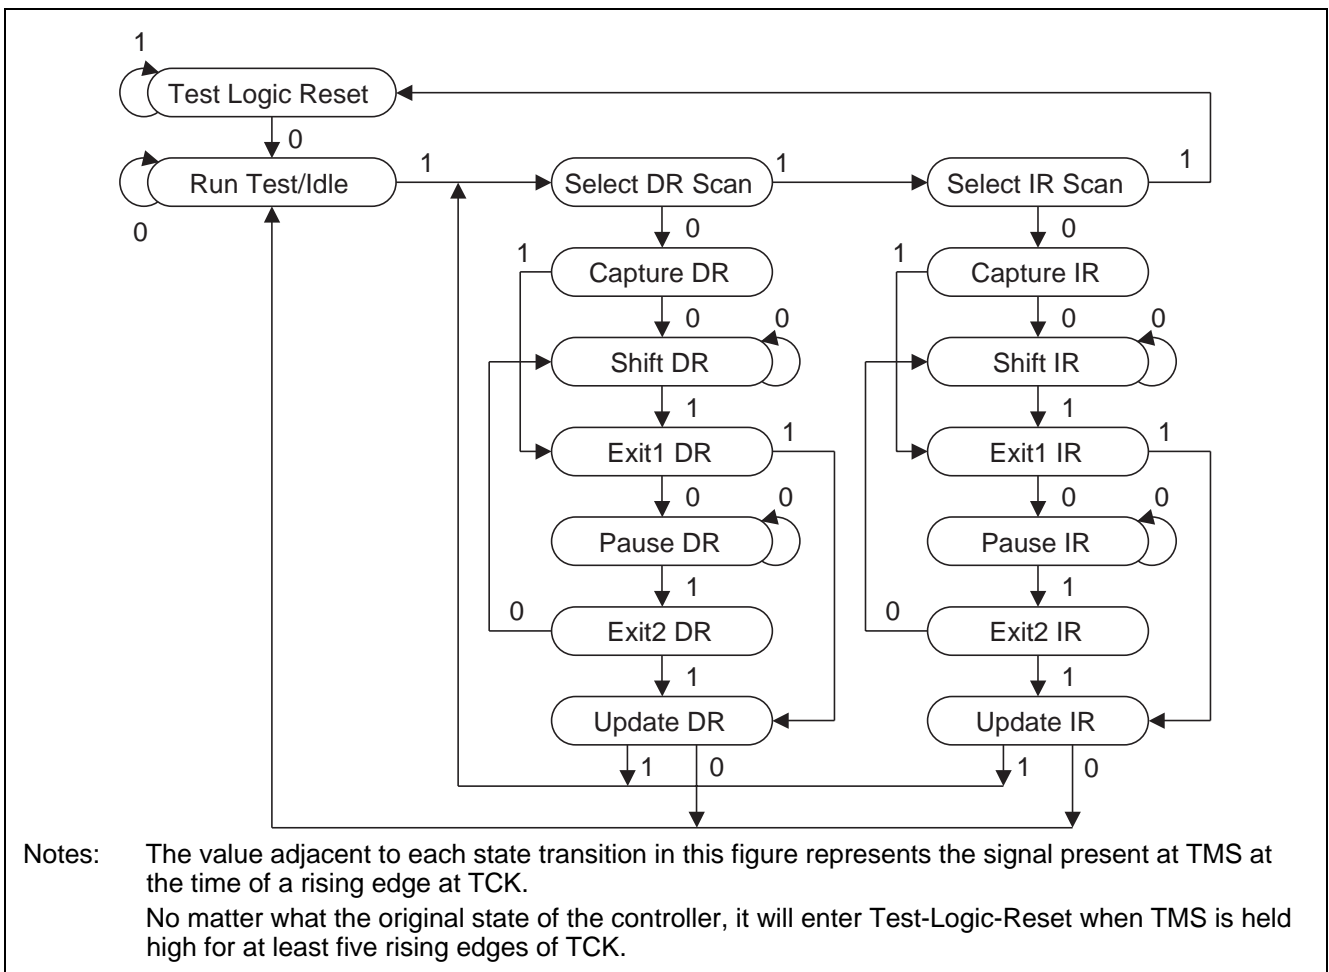 1
Test Logic Reset
0
Run Test/Idle
1
0
Select DR Scan
1
Select IR Scan
1
0
0
1
Capture DR
1
Capture IR
0
0
0
0
Shift DR
Shift IR
1
1
Exit1 DR
1
Exit1 IR
1
0
0
0
0
Pause DR
Pause IR
1
1
0
Exit2 DR
0
Exit2 IR
1
1
Update DR
Update IR
1
0
1
0
Notes: The value adjacent to each state transition in this figure represents the signal present at TMS at
the time of a rising edge at TCK.
No matter what the original state of the controller, it will enter Test-Logic-Reset when TMS is held
high for at least five rising edges of TCK.